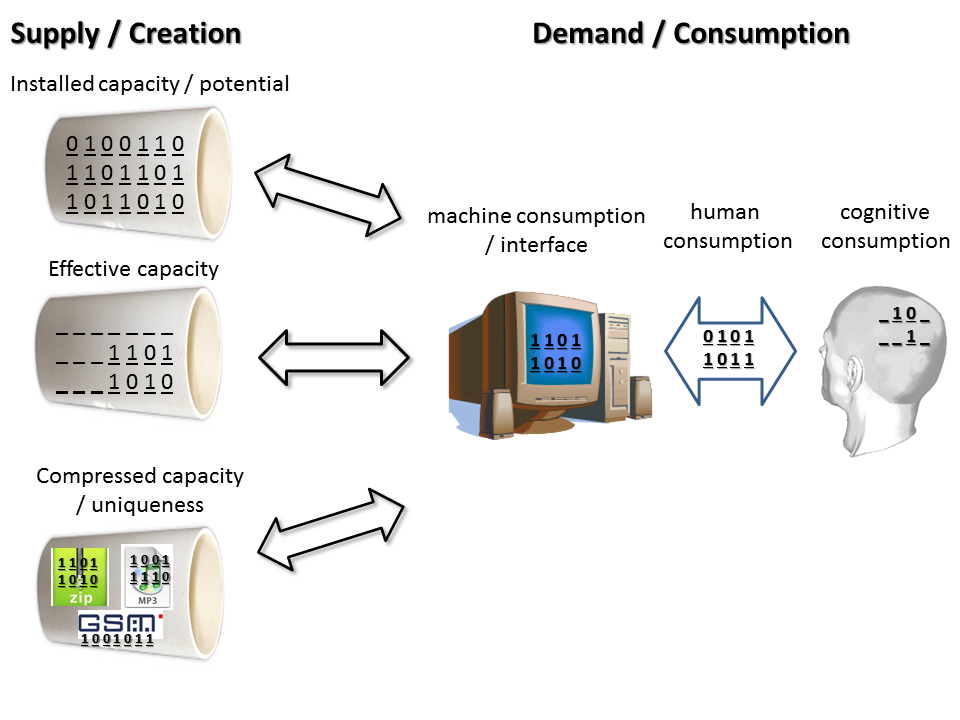 Supply / Creation
Demand / Consumption
Installed capacity / potential
0 1 0 0 1 1 0
1 1 0 1 1 0 1
1 0 1 1 0 1 0
Effective capacity
_ _ _ _ _ _ _
_ _ _ 1 1 0 1
_ _ _ 1 0 1 0
Compressed capacity
/ uniqueness
1 1 0 1
1 0 1 0
zip
1 0 0 1
1 1 1 0
MP3
GSM
1 0 0 1 0 1 1
machine consumption
/ interface
1 1 0 1
1 0 1 0
human
consumption
0 1 0 1
1 0 1 1
cognitive
consumption
_ 1 0 _
_ _ 1 _